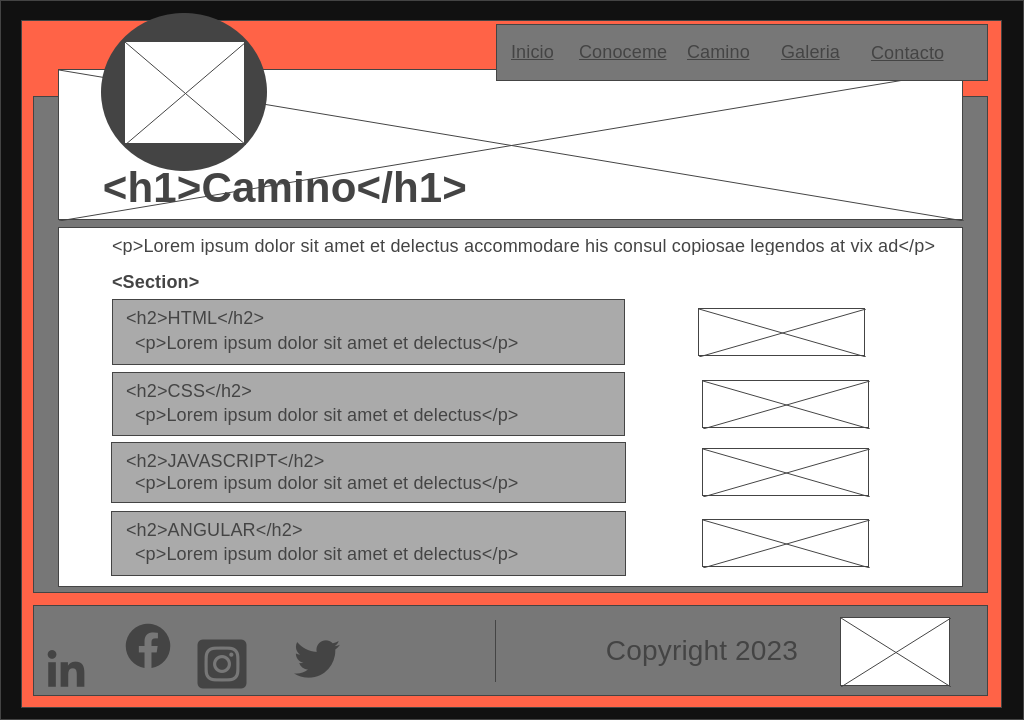 Inicio Conoceme Camino Galeria Contacto
<h1>Camino</h1>
<p>Lorem ipsum dolor sit amet et delectus accommodare his consul copiosae legendos at vix ad</p>
<Section>
<h2>HTML</h2>
<p>Lorem ipsum dolor sit amet et delectus</p>
<h2>CSS</h2>
<p>Lorem ipsum dolor sit amet et delectus</p>
<h2>JAVASCRIPT</h2>
<p>Lorem ipsum dolor sit amet et delectus</p>
<h2>ANGULAR</h2>
<p>Lorem ipsum dolor sit amet et delectus</p>
in
Copyright 2023